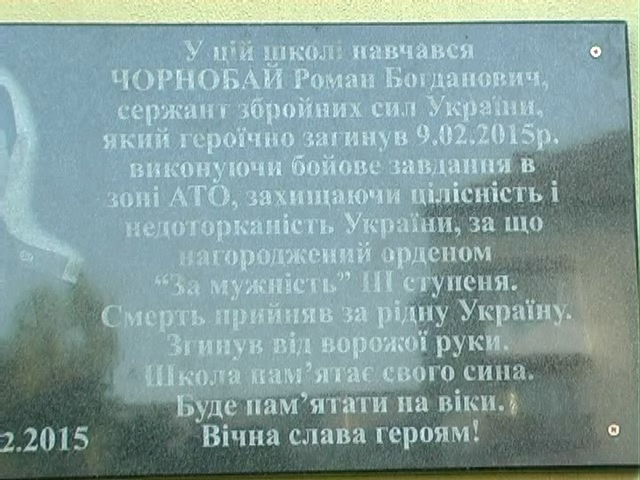 У цій школі навчався
ЧОРНОБАЙ Роман Богданович,
сержант збройних сил України,
який героїчно загинув 9.02.2015р.
виконуючи бойове завдання в
зоні АТО, захищаючи цілісність і
недоторканість України, за що
нагороджений орденом
“За мужність” ІІІ ступеня.
Смерть прийняв за рідну Україну.
Згинув від ворожої руки.
Школа пам’ятає свого сина.
Буде пам’ятати на віки.
Вічна слава героям!
2.2015